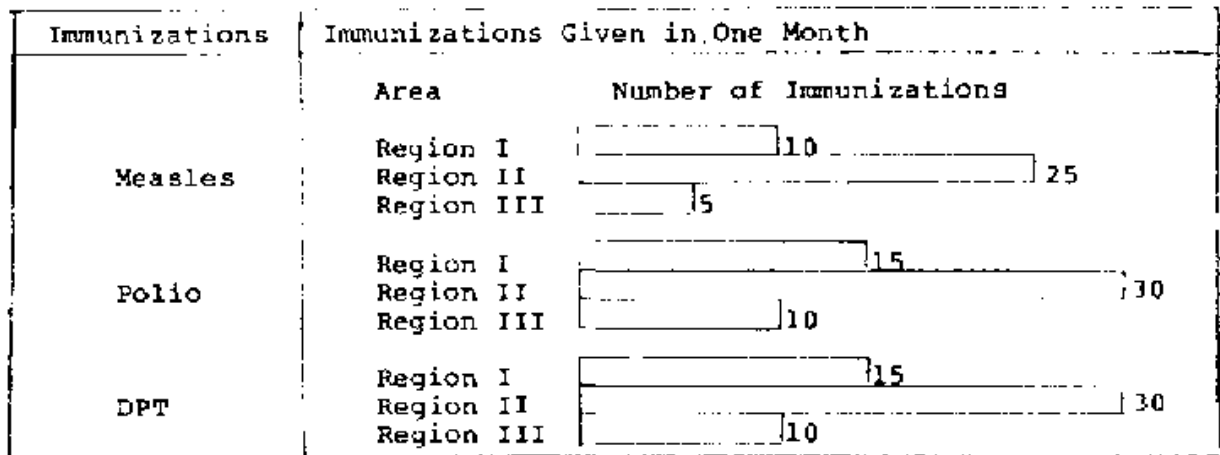 Immunizations Immunizations Given in One Month
Area Number of Immunizations
Region I 10
Measles Region II 25
Region III 5
Region I 15
Polio Region II 30
Region III 10
Region I 15
DPT Region II 30
Region III 10